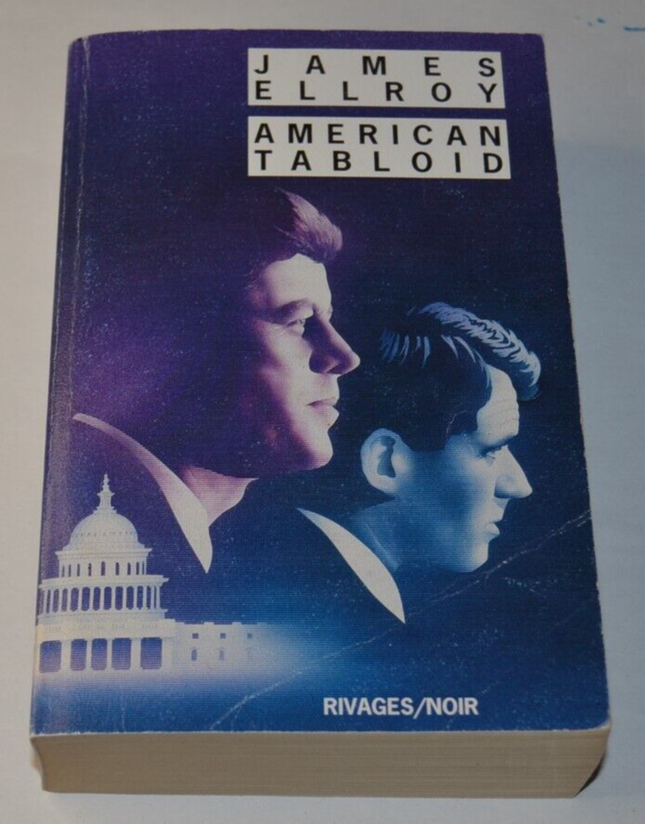 JAMES
ELLROY
AMERICAN
TABLOID
RIVAGES/NOIR